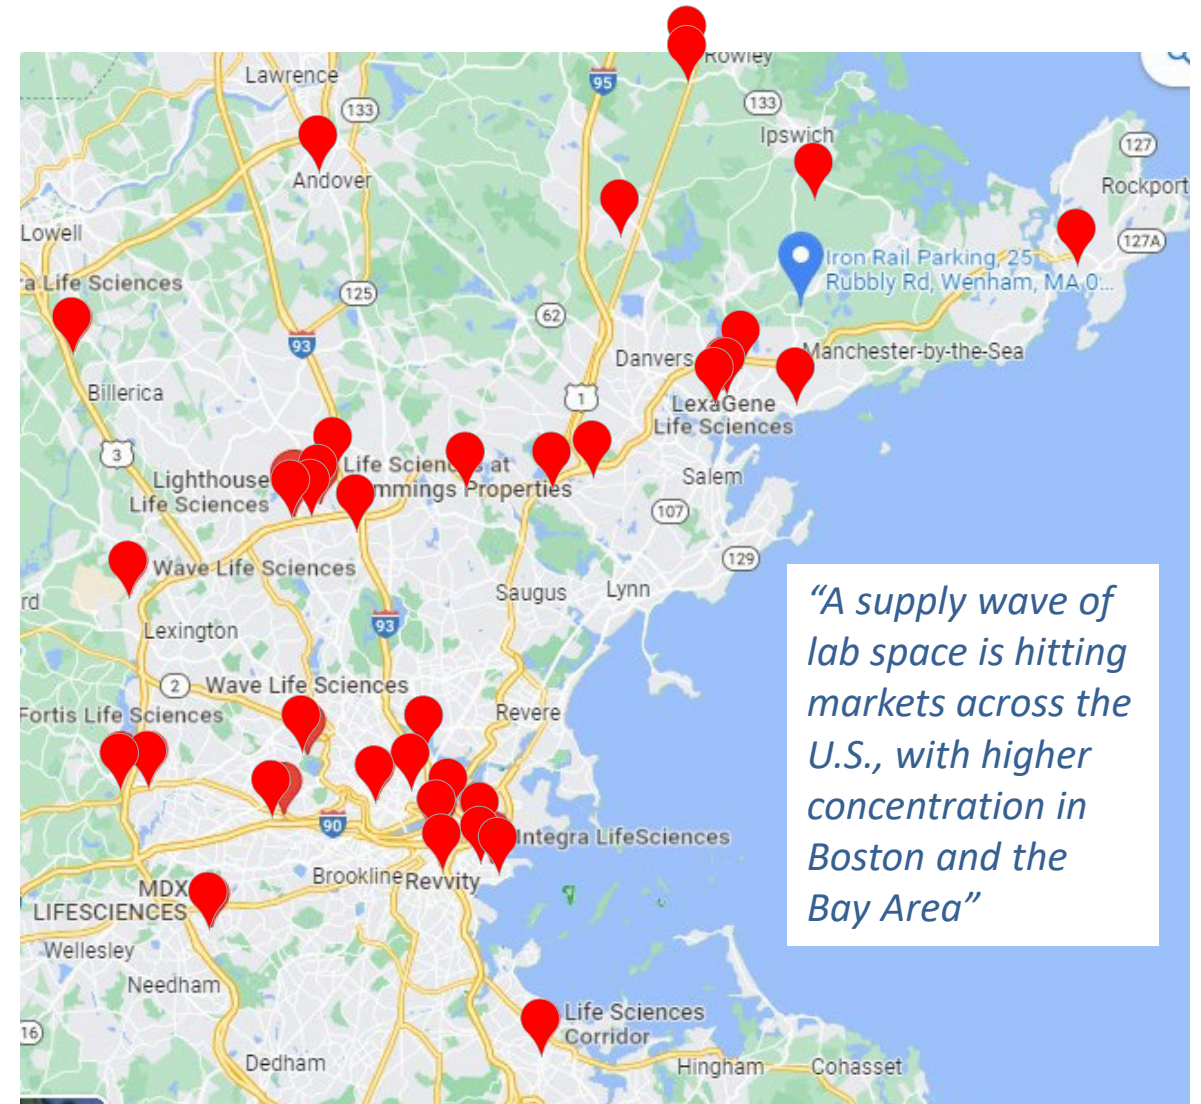 Rowley
Lawrence
95
133
133
Ipswich
127
Andover
Rockport
Lowell
127A
Iron Rail Parking, 25
Rubbly Rd, Wenham, MA 0...
a Life Sciences
125
62
93
Danvers
Manchester-by-the-Sea
Billerica
1
LexaGene
Life Sciences
3
Lighthouse
Life Sciences
Life Sciences at
mmings Properties
Salem
107
129
Wave Life Sciences
rd
Saugus
Lynn
Lexington
93
2
Wave Life Sciences
Fortis Life Sciences
Revere
“A supply wave of
lab space is hitting
markets across the
U.S., with higher
concentration in
Boston and the
Bay Area”
90
Integra LifeSciences
Brookline
Revvity
MDX
LIFESCIENCES
Wellesley
Needham
Life Sciences
Corridor
16
Dedham
Hingham
Cohasset